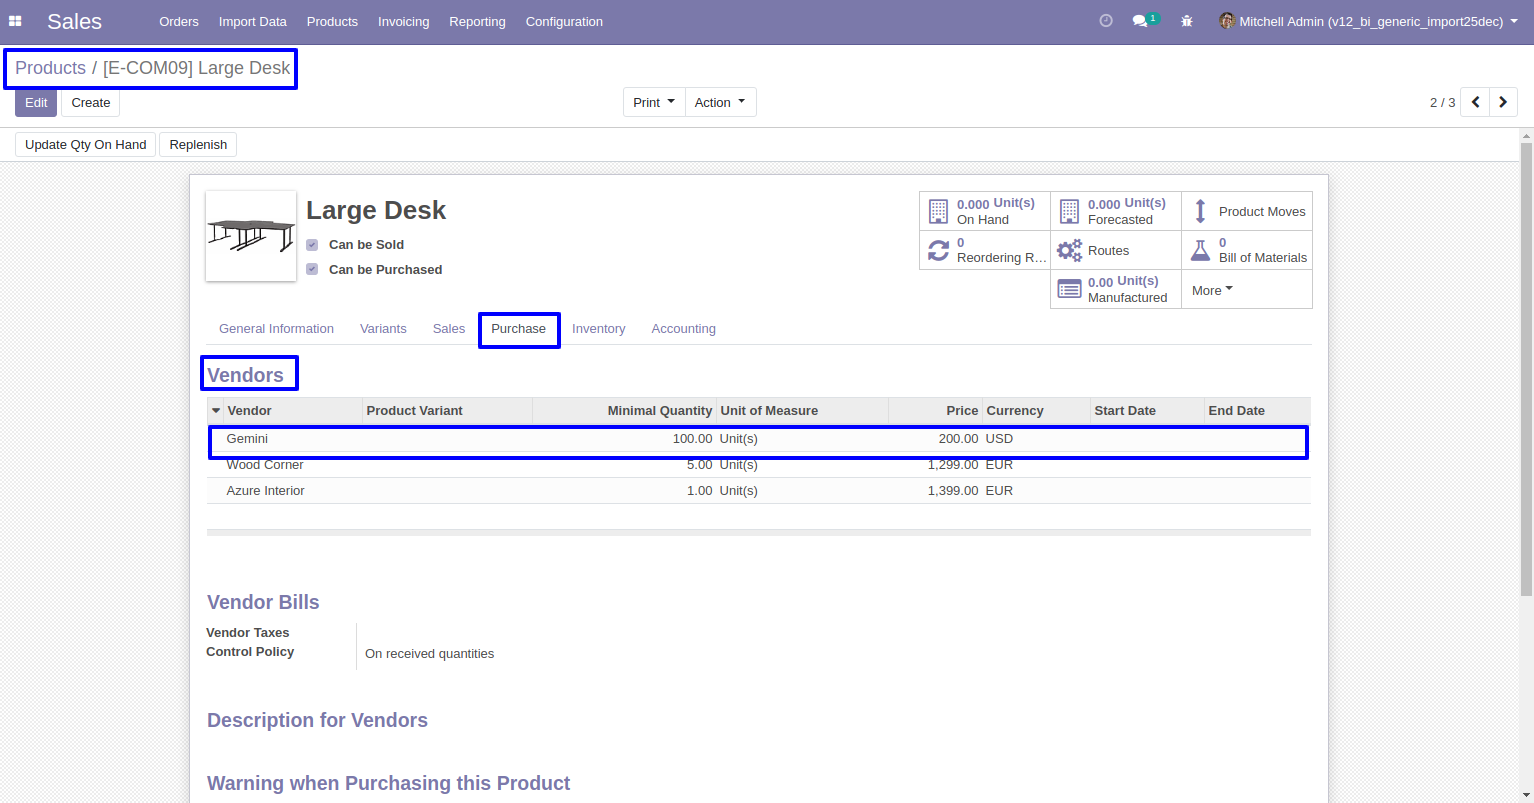 Sales Orders Import Data Products Invoicing Reporting Configuration 1 Mitchell Admin (v12_bi_generic_import25dec)
Products / [E-COM09] Large Desk
Edit Create Print Action 2 / 3
Update Qty On Hand Replenish
Large Desk
Can be Sold
Can be Purchased
0.000 Unit(s) On Hand
0.000 Unit(s) Forecasted
Product Moves
0 Reordering R...
Routes
0 Bill of Materials
0.00 Unit(s) Manufactured
More
General Information Variants Sales Purchase Inventory Accounting
Vendors
Vendor Product Variant Minimal Quantity Unit of Measure Price Currency Start Date End Date
Gemini 100.00 Unit(s) 200.00 USD
Wood Corner 5.00 Unit(s) 1,299.00 EUR
Azure Interior 1.00 Unit(s) 1,399.00 EUR
Vendor Bills
Vendor Taxes
Control Policy On received quantities
Description for Vendors
Warning when Purchasing this Product